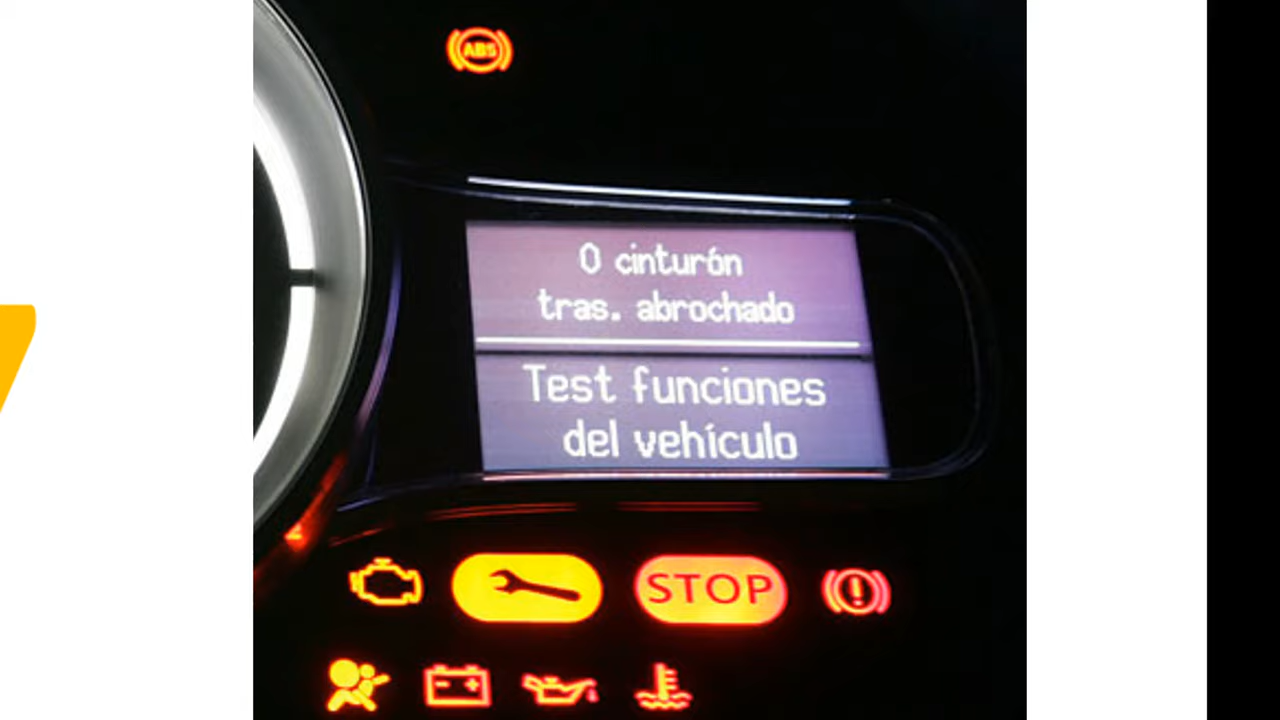 ABS
0 cinturón
tras. abrochado
Test funciones
del vehículo
STOP